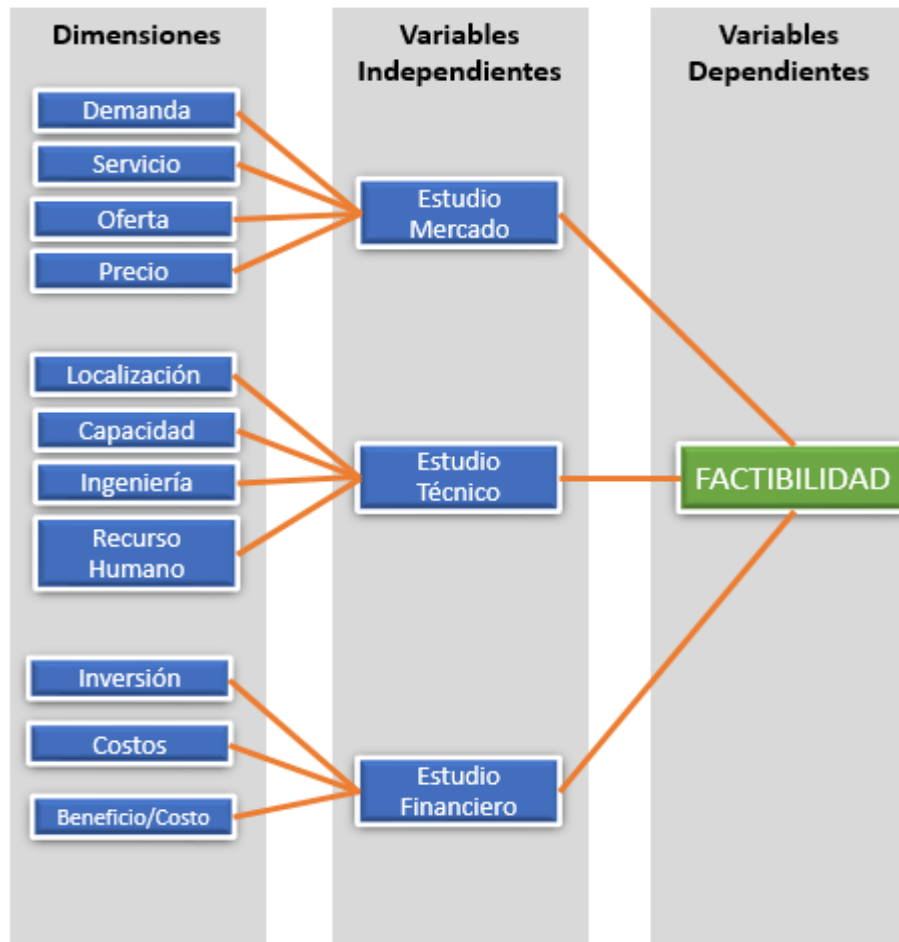 Dimensiones
Demanda
Servicio
Oferta
Precio
Localización
Capacidad
Ingeniería
Recurso
Humano
Inversión
Costos
Beneficio/Costo
Variables
Independientes
Estudio
Mercado
Estudio
Técnico
Estudio
Financiero
Variables
Dependientes
FACTIBILIDAD